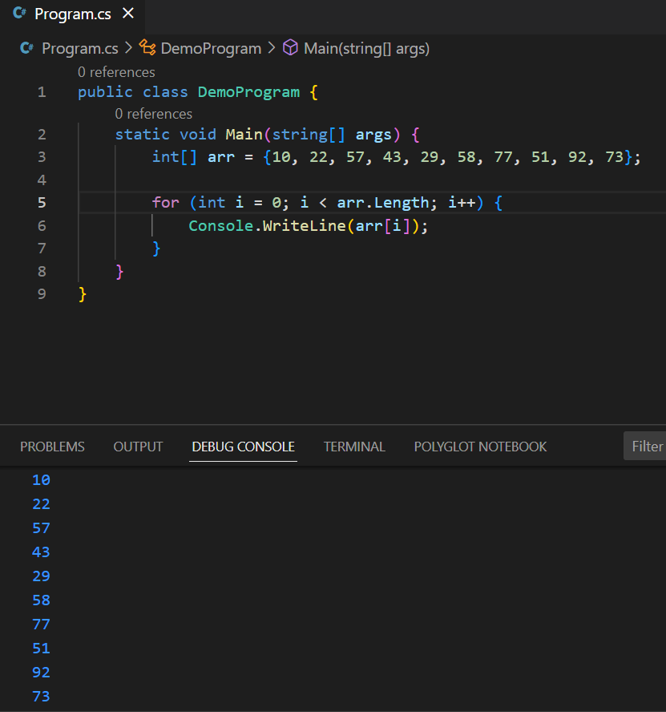 Program.cs
Program.cs > DemoProgram > Main(string[] args)
0 references
1 public class DemoProgram {
0 references
2 static void Main(string[] args) {
3 int[] arr = {10, 22, 57, 43, 29, 58, 77, 51, 92, 73};
4
5 for (int i = 0; i < arr.Length; i++) {
6 Console.WriteLine(arr[i]);
7 }
8 }
9 }
PROBLEMS OUTPUT DEBUG CONSOLE TERMINAL POLYGLOT NOTEBOOK Filter
10
22
57
43
29
58
77
51
92
73